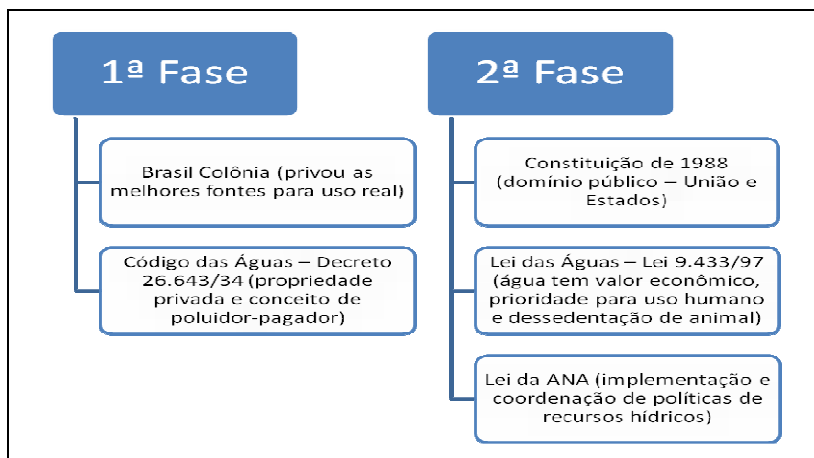 1ª Fase
Brasil Colônia (privou as
melhores fontes para uso real)
Código das Águas – Decreto
26.643/34 (propriedade
privada e conceito de
poluidor-pagador)
2ª Fase
Constituição de 1988
(domínio público – União e
Estados)
Lei das Águas – Lei 9.433/97
(água tem valor econômico,
prioridade para uso humano
e dessedentação de animal)
Lei da ANA (implementação e
coordenação de políticas de
recursos hídricos)